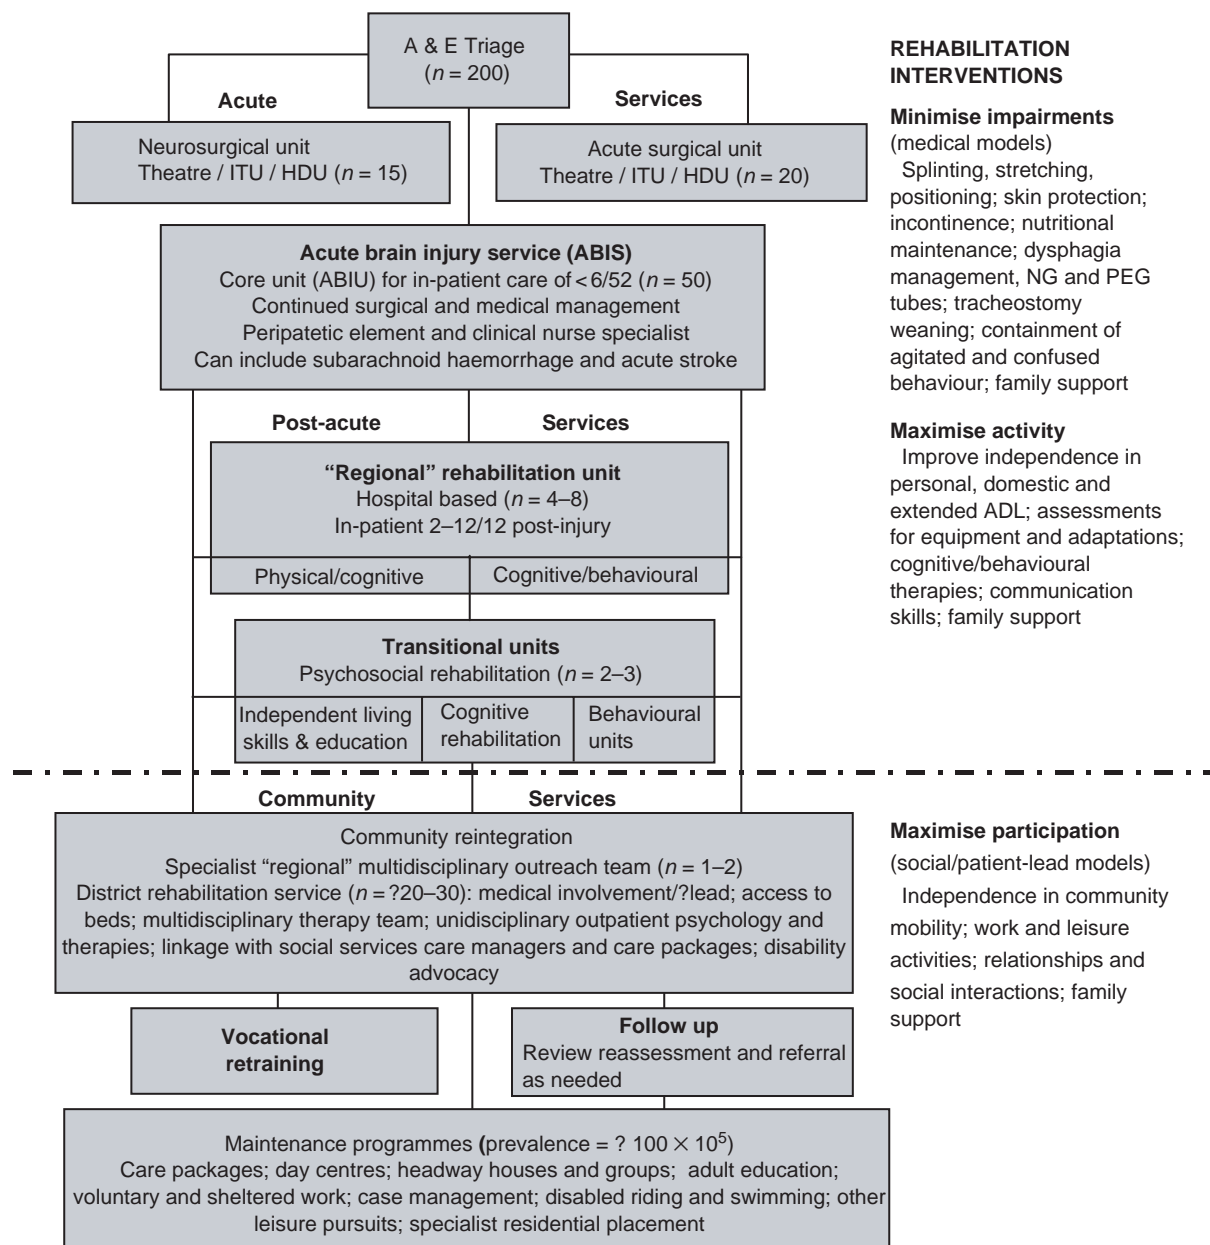 A & E Triage
(n = 200)
Acute
Services
Neurosurgical unit
Theatre / ITU / HDU (n = 15)
Acute surgical unit
Theatre / ITU / HDU (n = 20)
Acute brain injury service (ABIS)
Core unit (ABIU) for in-patient care of < 6/52 (n = 50)
Continued surgical and medical management
Peripatetic element and clinical nurse specialist
Can include subarachnoid haemorrhage and acute stroke
Post-acute
Services
“Regional” rehabilitation unit
Hospital based (n = 4–8)
In-patient 2–12/12 post-injury
Physical/cognitive
Cognitive/behavioural
Transitional units
Psychosocial rehabilitation (n = 2–3)
Independent living
skills & education
Cognitive
rehabilitation
Behavioural
units
Community
Services
Community reintegration
Specialist “regional” multidisciplinary outreach team (n = 1–2)
District rehabilitation service (n = ?20–30): medical involvement/?lead; access to
beds; multidisciplinary therapy team; unidisciplinary outpatient psychology and
therapies; linkage with social services care managers and care packages; disability
advocacy
Vocational
retraining
Follow up
Review reassessment and referral
as needed
Maintenance programmes (prevalence = ? 100 × 10⁵)
Care packages; day centres; headway houses and groups; adult education;
voluntary and sheltered work; case management; disabled riding and swimming; other
leisure pursuits; specialist residential placement
REHABILITATION
INTERVENTIONS
Minimise impairments
(medical models)
Splinting, stretching,
positioning; skin protection;
incontinence; nutritional
maintenance; dysphagia
management, NG and PEG
tubes; tracheostomy
weaning; containment of
agitated and confused
behaviour; family support
Maximise activity
Improve independence in
personal, domestic and
extended ADL; assessments
for equipment and adaptations;
cognitive/behavioural
therapies; communication
skills; family support
Maximise participation
(social/patient-lead models)
Independence in community
mobility; work and leisure
activities; relationships and
social interactions; family
support